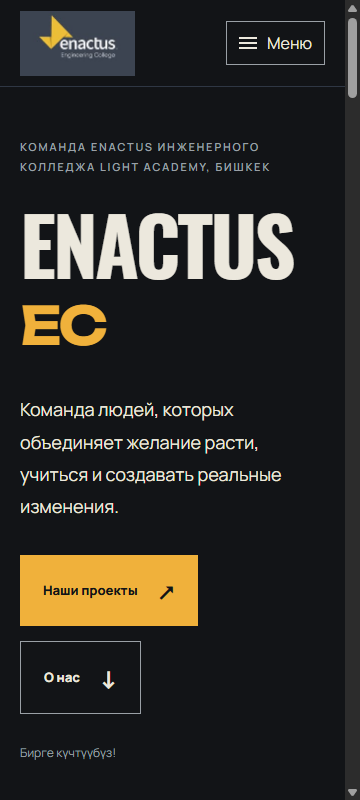 enactus
Engineering College
Меню
КОМАНДА ENACTUS ИНЖЕНЕРНОГО
КОЛЛЕДЖА LIGHT ACADEMY, БИШКЕК
ENACTUS
EC
Команда людей, которых
объединяет желание расти,
учиться и создавать реальные
изменения.
Наши проекты ↗
О нас ↓
Бирге күчтүүбүз!